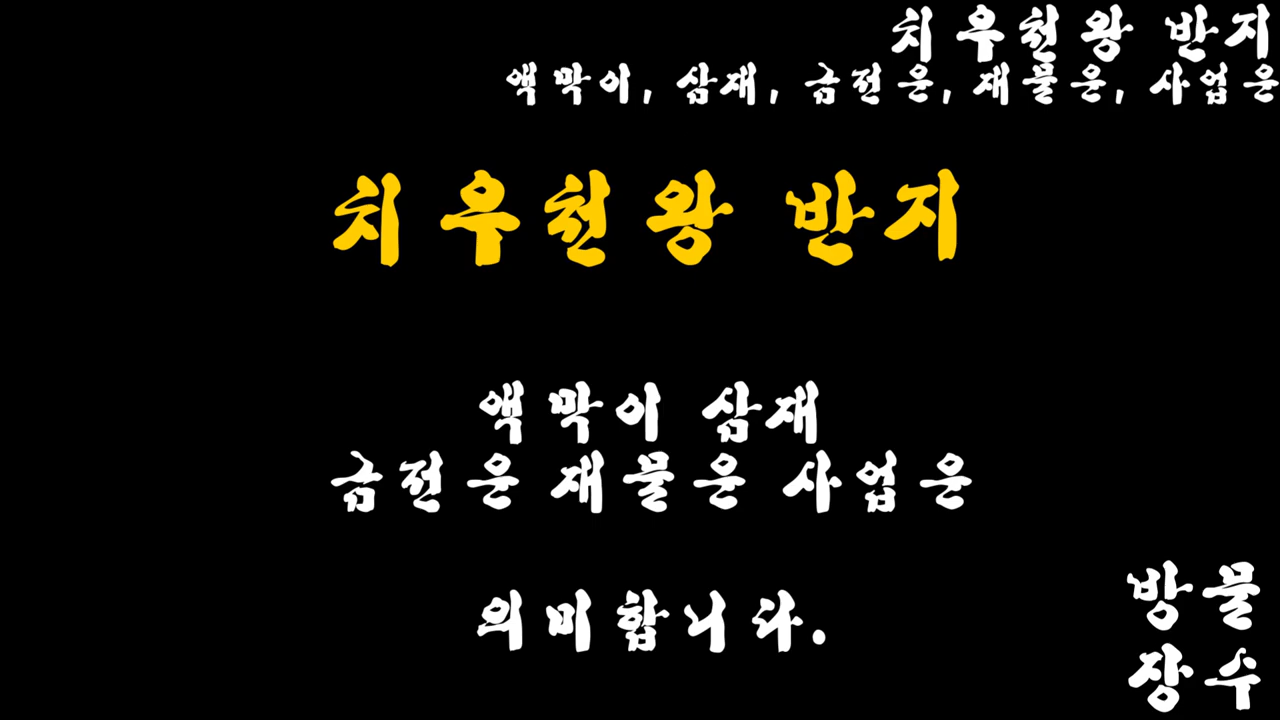 치우천왕 반지
액막이, 삼재, 금전운, 재물운, 사업운
치우천왕 반지
액막이 삼재
금전운 재물운 사업운
의미합니다.
방물
장수